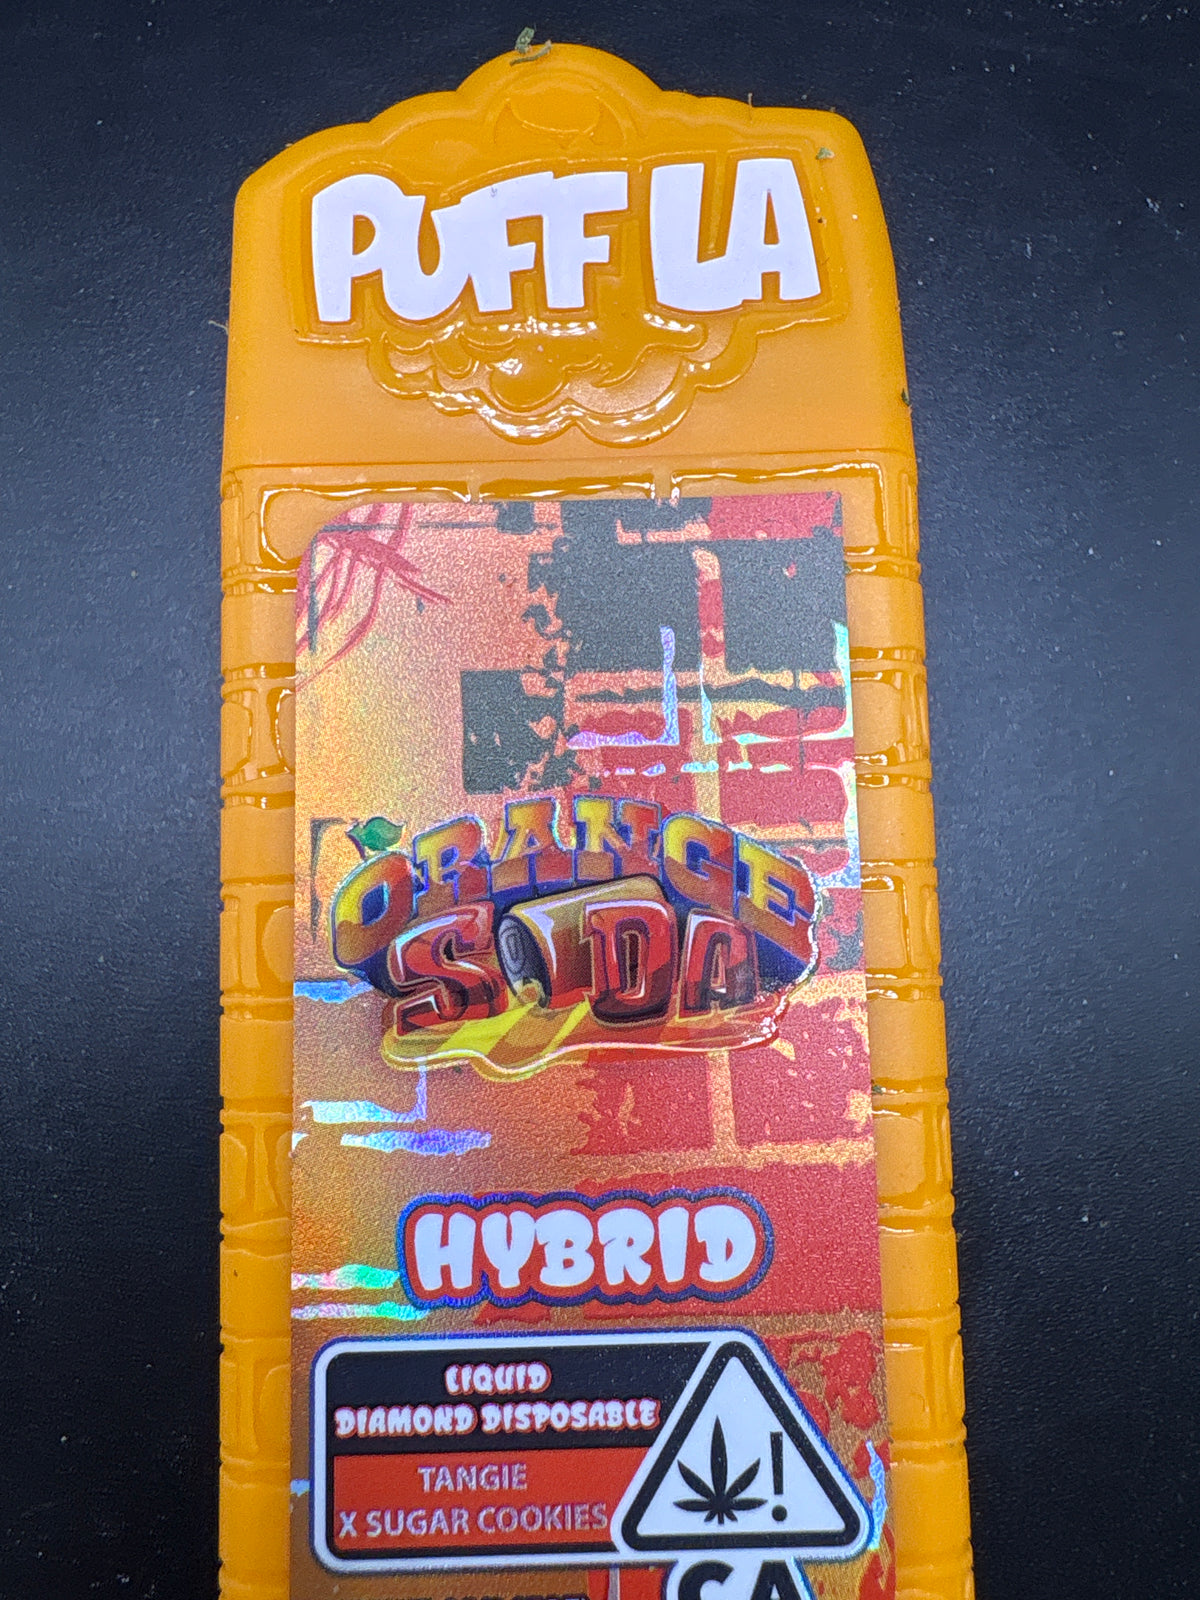 PUFF LA
ORANGE
SODA
HYBRID
LIQUID
DIAMOND DISPOSABLE
TANGIE
X SUGAR COOKIES
!
CA